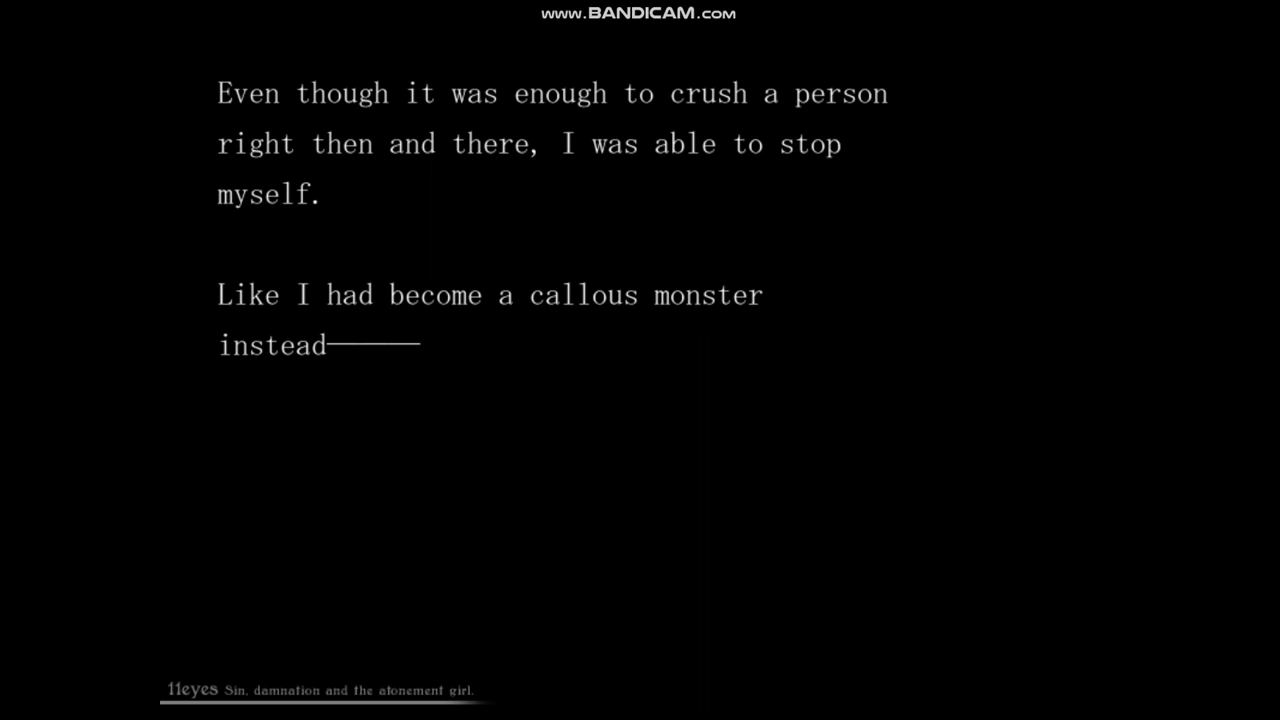 www.BANDICAM.com
Even though it was enough to crush a person
right then and there, I was able to stop
myself.
Like I had become a callous monster
instead―――
11eyes Sin, damnation and the atonement girl.